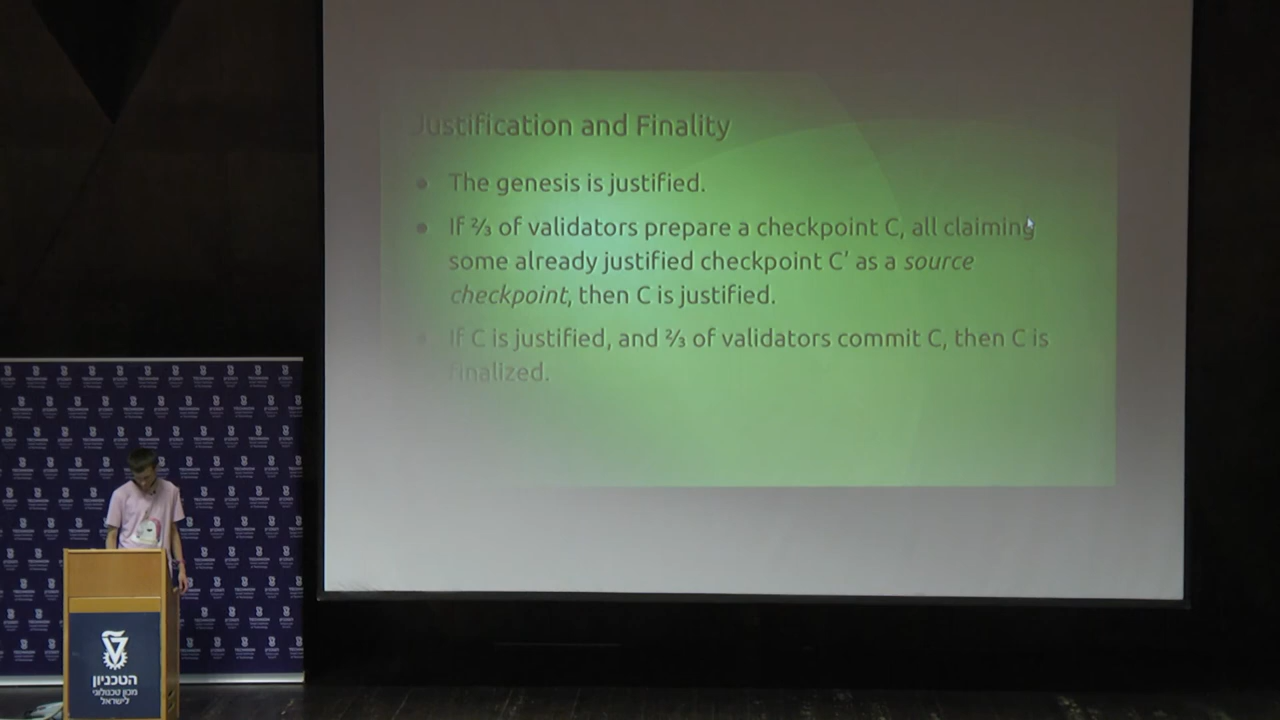 Justification and Finality
The genesis is justified.
If ⅔ of validators prepare a checkpoint C, all claiming
some already justified checkpoint C' as a source
checkpoint, then C is justified.
If C is justified, and ⅔ of validators commit C, then C is
finalized.
הטכניון
מכון טכנולוגי
לישראל